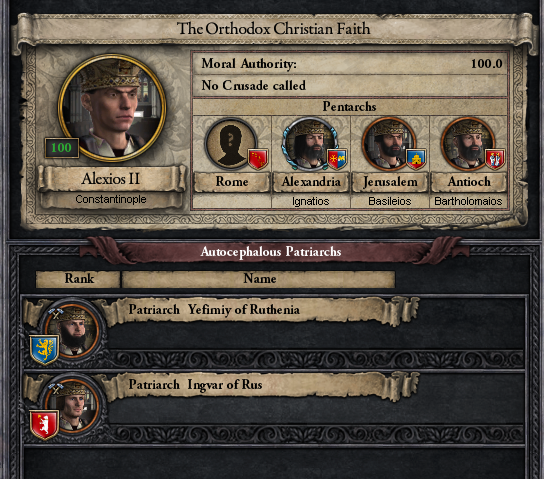 The Orthodox Christian Faith
Moral Authority: 100.0
No Crusade called
Pentarchs
100
Alexios II
Constantinople
Rome Alexandria Jerusalem Antioch
Ignatios Basileios Bartholomaios
Autocephalous Patriarchs
Rank Name
Patriarch Yefimiy of Ruthenia
Patriarch Ingvar of Rus